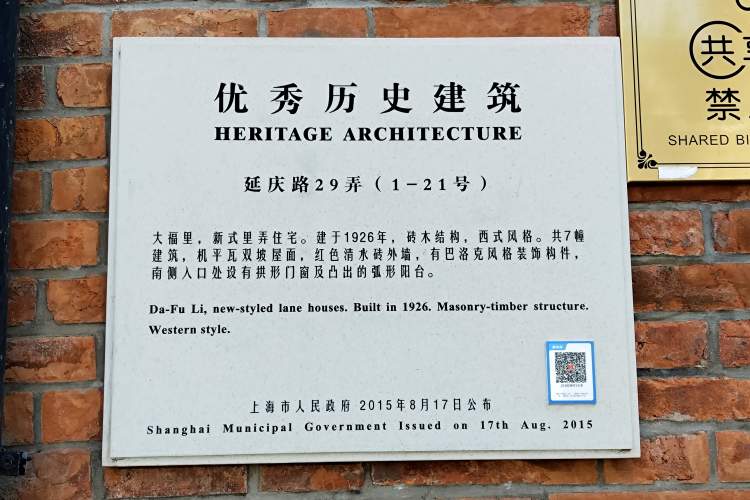 优秀历史建筑
HERITAGE ARCHITECTURE
延庆路29弄（1-21号）
大福里，新式里弄住宅。建于1926年，砖木结构，西式风格。共7幢
建筑，机平瓦双坡屋面，红色清水砖外墙，有巴洛克风格装饰构件，
南侧入口处设有拱形门窗及凸出的弧形阳台。
Da-Fu Li, new-styled lane houses. Built in 1926. Masonry-timber structure.
Western style.
上海市人民政府 2015年8月17日公布
Shanghai Municipal Government Issued on 17th Aug. 2015
共
禁
SHARED BI